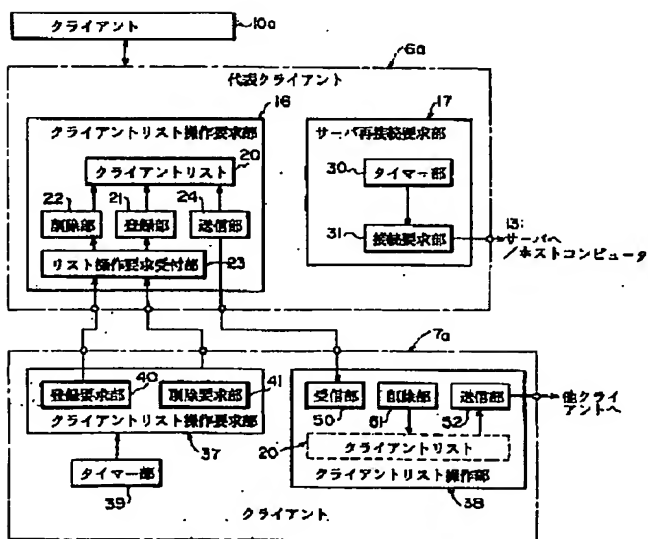 クライアント
10a
6a
代表クライアント
16
クライアントリスト操作要求部
20
クライアントリスト
22
21
24
削除部
登録部
送信部
リスト操作要求受付部
23
17
サーバ再接続要求部
30
タイマー部
31
接続要求部
13:
サーバへ
/ホストコンピュータ
7a
登録要求部
40
削除要求部
41
クライアントリスト操作要求部
37
タイマー部
39
受信部
50
削除部
51
送信部
52
他クライ
アントへ
20
クライアントリスト
クライアントリスト操作部
38
クライアント